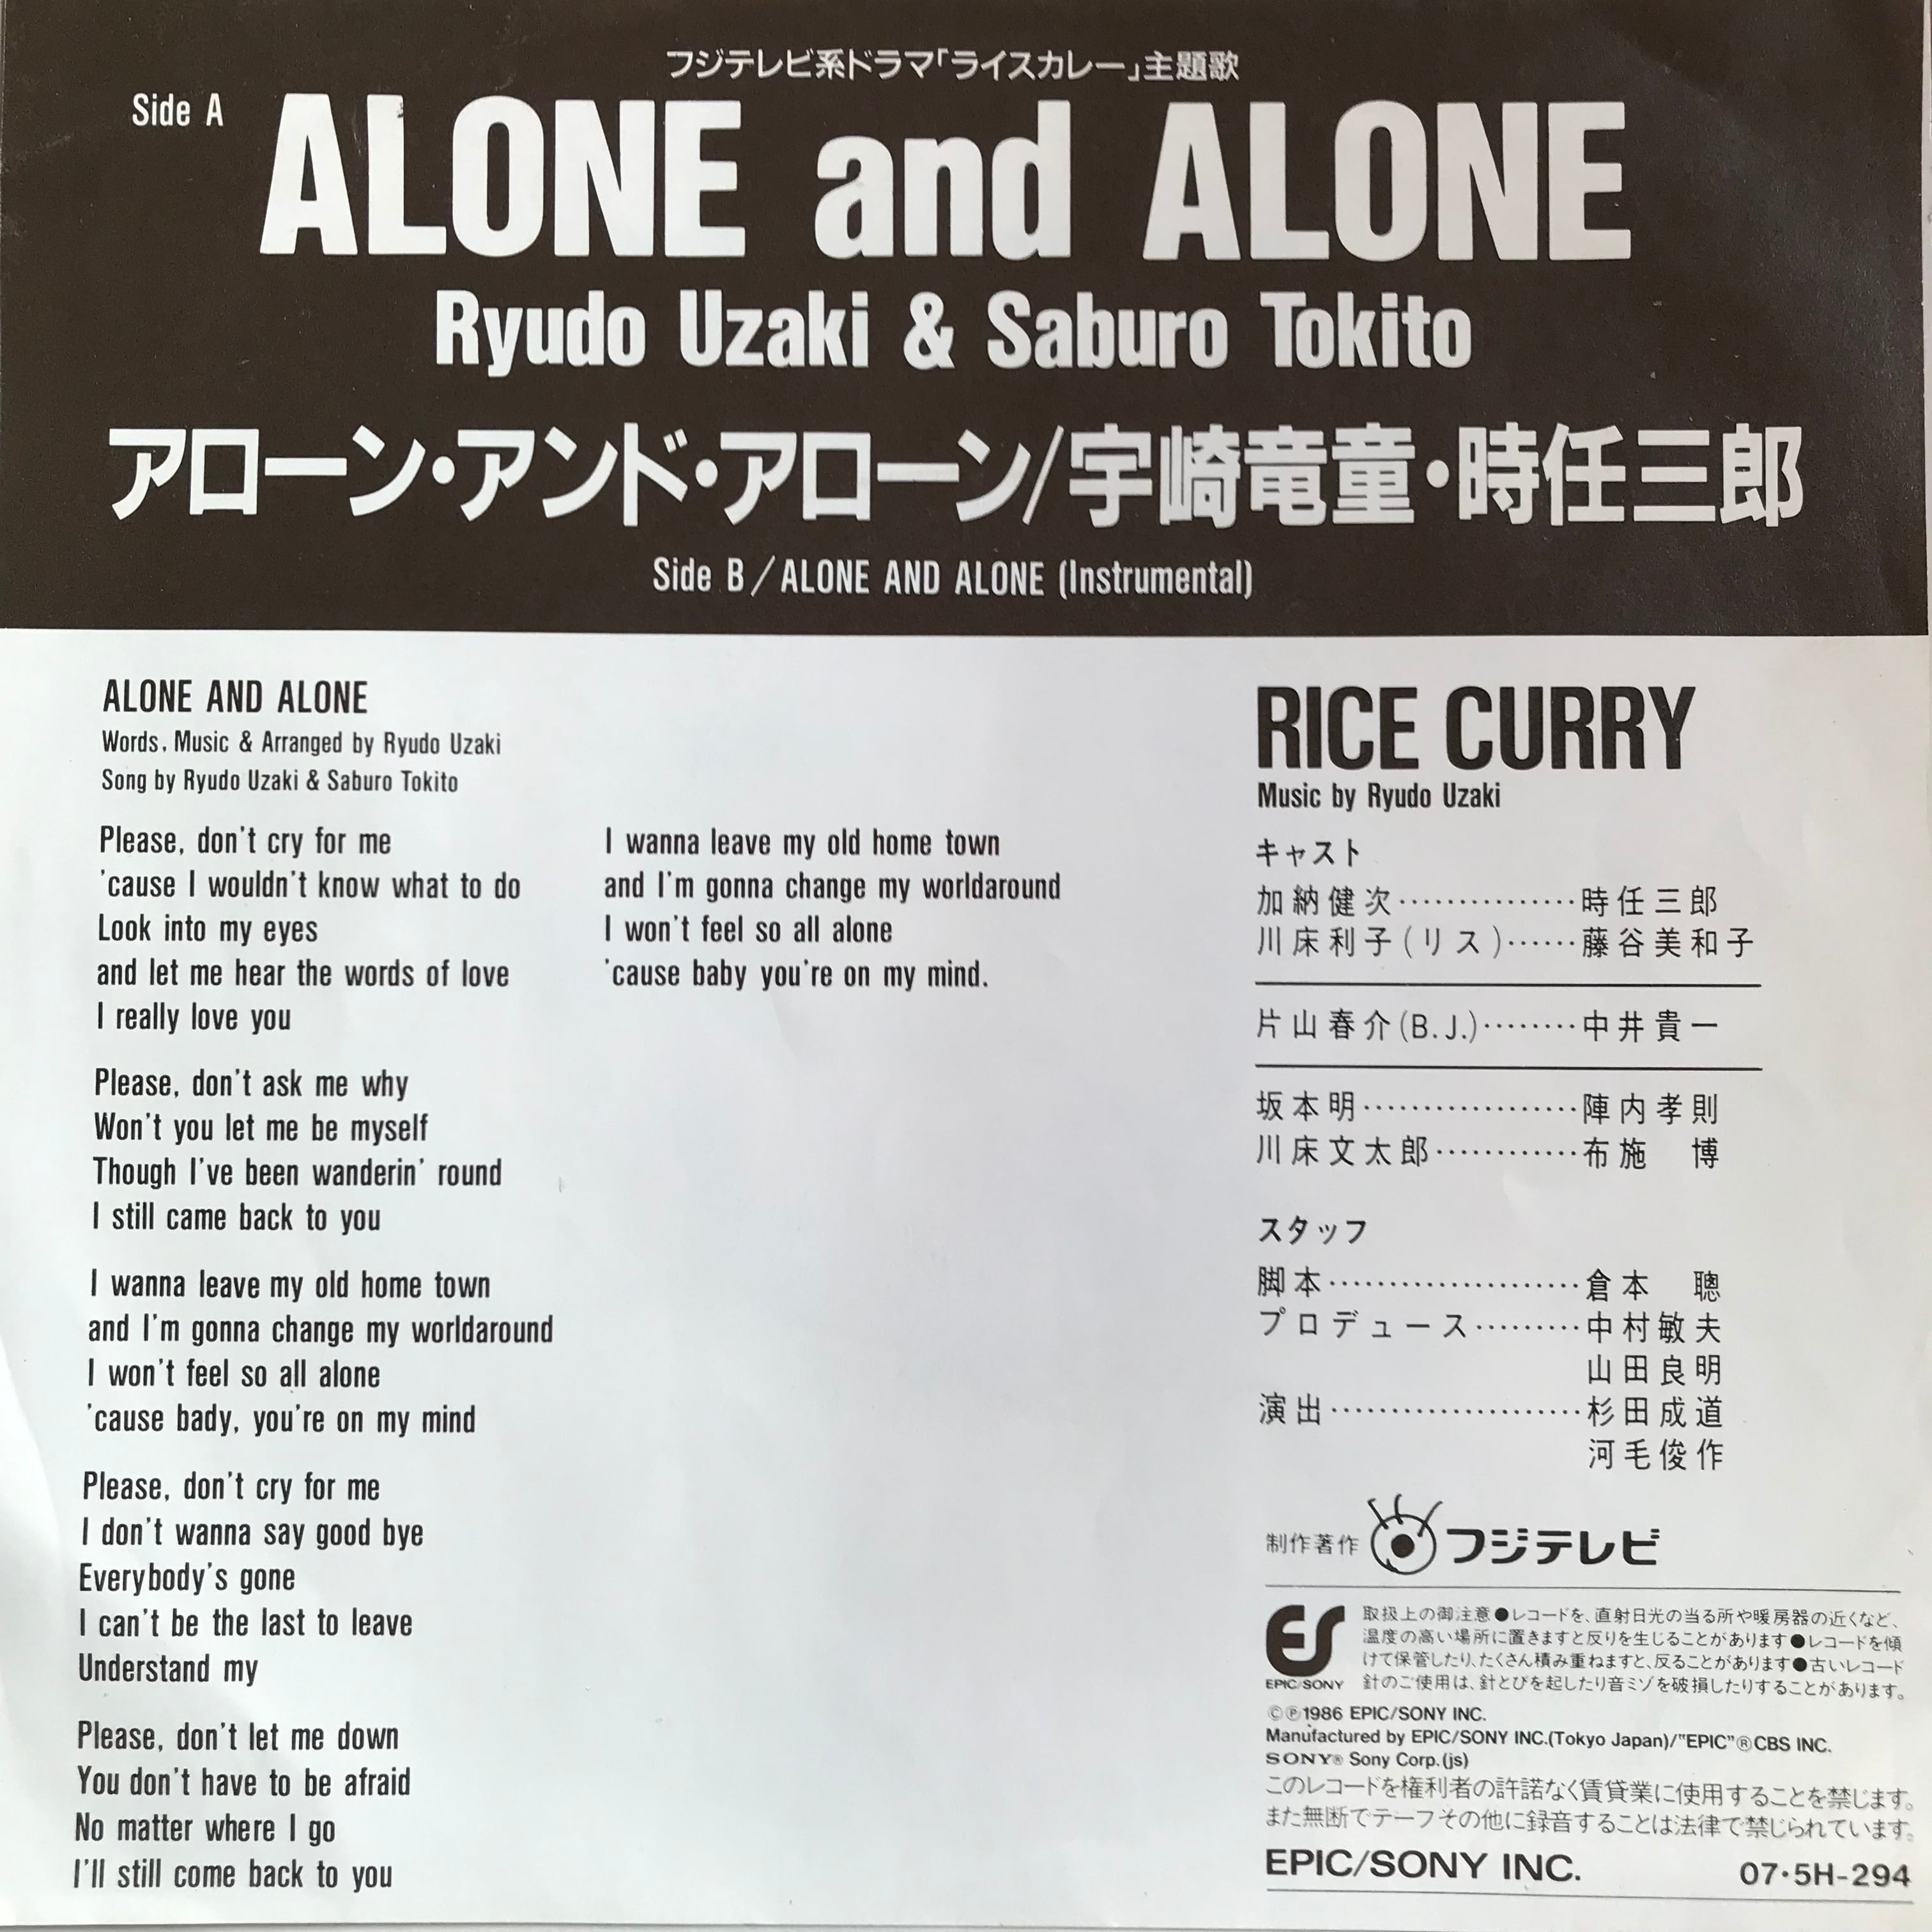 フジテレビ系ドラマ「ライスカレー」主題歌
Side A
ALONE and ALONE
Ryudo Uzaki & Saburo Tokito
アローン・アンド・アローン/宇崎竜童・時任三郎
Side B/ALONE AND ALONE (Instrumental)
ALONE AND ALONE
Words, Music & Arranged by Ryudo Uzaki
Song by Ryudo Uzaki & Saburo Tokito
Please, don't cry for me
'cause I wouldn't know what to do
Look into my eyes
and let me hear the words of love
I really love you
Please, don't ask me why
Won't you let me be myself
Though I've been wanderin' round
I still came back to you
I wanna leave my old home town
and I'm gonna change my worldaround
I won't feel so all alone
'cause bady, you're on my mind
Please, don't cry for me
I don't wanna say good bye
Everybody's gone
I can't be the last to leave
Understand my
Please, don't let me down
You don't have to be afraid
No matter where I go
I'll still come back to you
I wanna leave my old home town
and I'm gonna change my worldaround
I won't feel so all alone
'cause baby you're on my mind.
RICE CURRY
Music by Ryudo Uzaki
キャスト
加納健次……………時任三郎
川床利子(リス)……藤谷美和子
片山春介(B.J.)………中井貴一
坂本明………………陣内孝則
川床文太郎…………布施 博
スタッフ
脚本…………………倉本 聰
プロデュース………中村敏夫
山田良明
演出…………………杉田成道
河毛俊作
制作著作 フジテレビ
ES
EPIC/SONY
取扱上の御注意●レコードを、直射日光の当る所や暖房器の近くなど、
温度の高い場所に置きますと反りを生じることがあります●レコードを傾
けて保管したり、たくさん積み重ねますと、反ることがあります●古いレコード
針のご使用は、針とびを起したり音ミゾを破損したりすることがあります。
©℗1986 EPIC/SONY INC.
Manufactured by EPIC/SONY INC.(Tokyo Japan)/"EPIC"®CBS INC.
SONY® Sony Corp.(js)
このレコードを権利者の許諾なく賃貸業に使用することを禁じます。
また無断でテープその他に録音することは法律で禁じられています。
EPIC/SONY INC. 07・5H-294